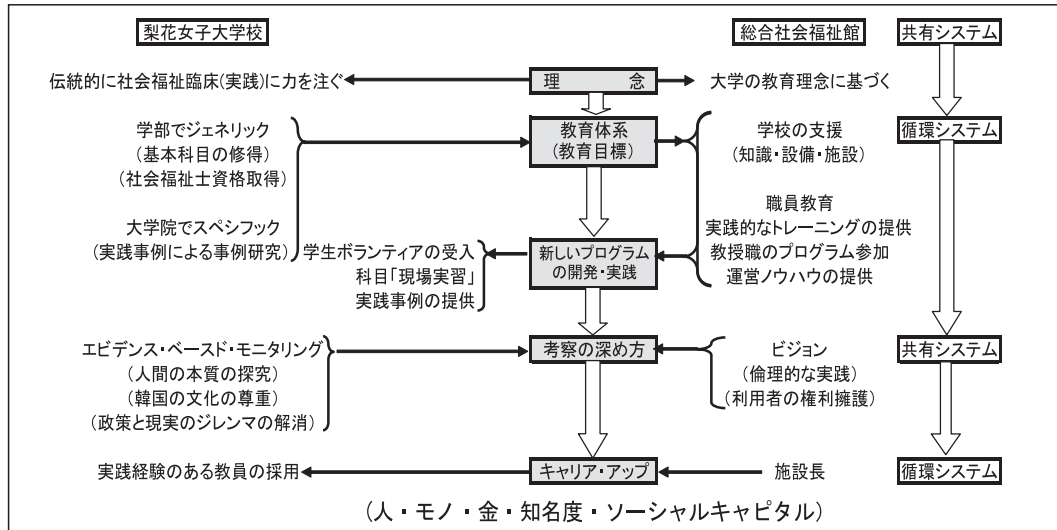 梨花女子大学校
総合社会福祉館
共有システム
伝統的に社会福祉臨床(実践)に力を注ぐ
理 念
大学の教育理念に基づく
学部でジェネリック
(基本科目の修得)
(社会福祉士資格取得)
教育体系
(教育目標)
学校の支援
(知識・設備・施設)
循環システム
大学院でスペシフック
(実践事例による事例研究)
職員教育
実践的なトレーニングの提供
教授職のプログラム参加
運営ノウハウの提供
学生ボランティアの受入
科目「現場実習」
実践事例の提供
新しいプログラム
の開発・実践
エビデンス・ベースド・モニタリング
(人間の本質の探究)
(韓国の文化の尊重)
(政策と現実のジレンマの解消)
考察の深め方
ビジョン
(倫理的な実践)
(利用者の権利擁護)
共有システム
実践経験のある教員の採用
キャリア・アップ
施設長
循環システム
(人・モノ・金・知名度・ソーシャルキャピタル)